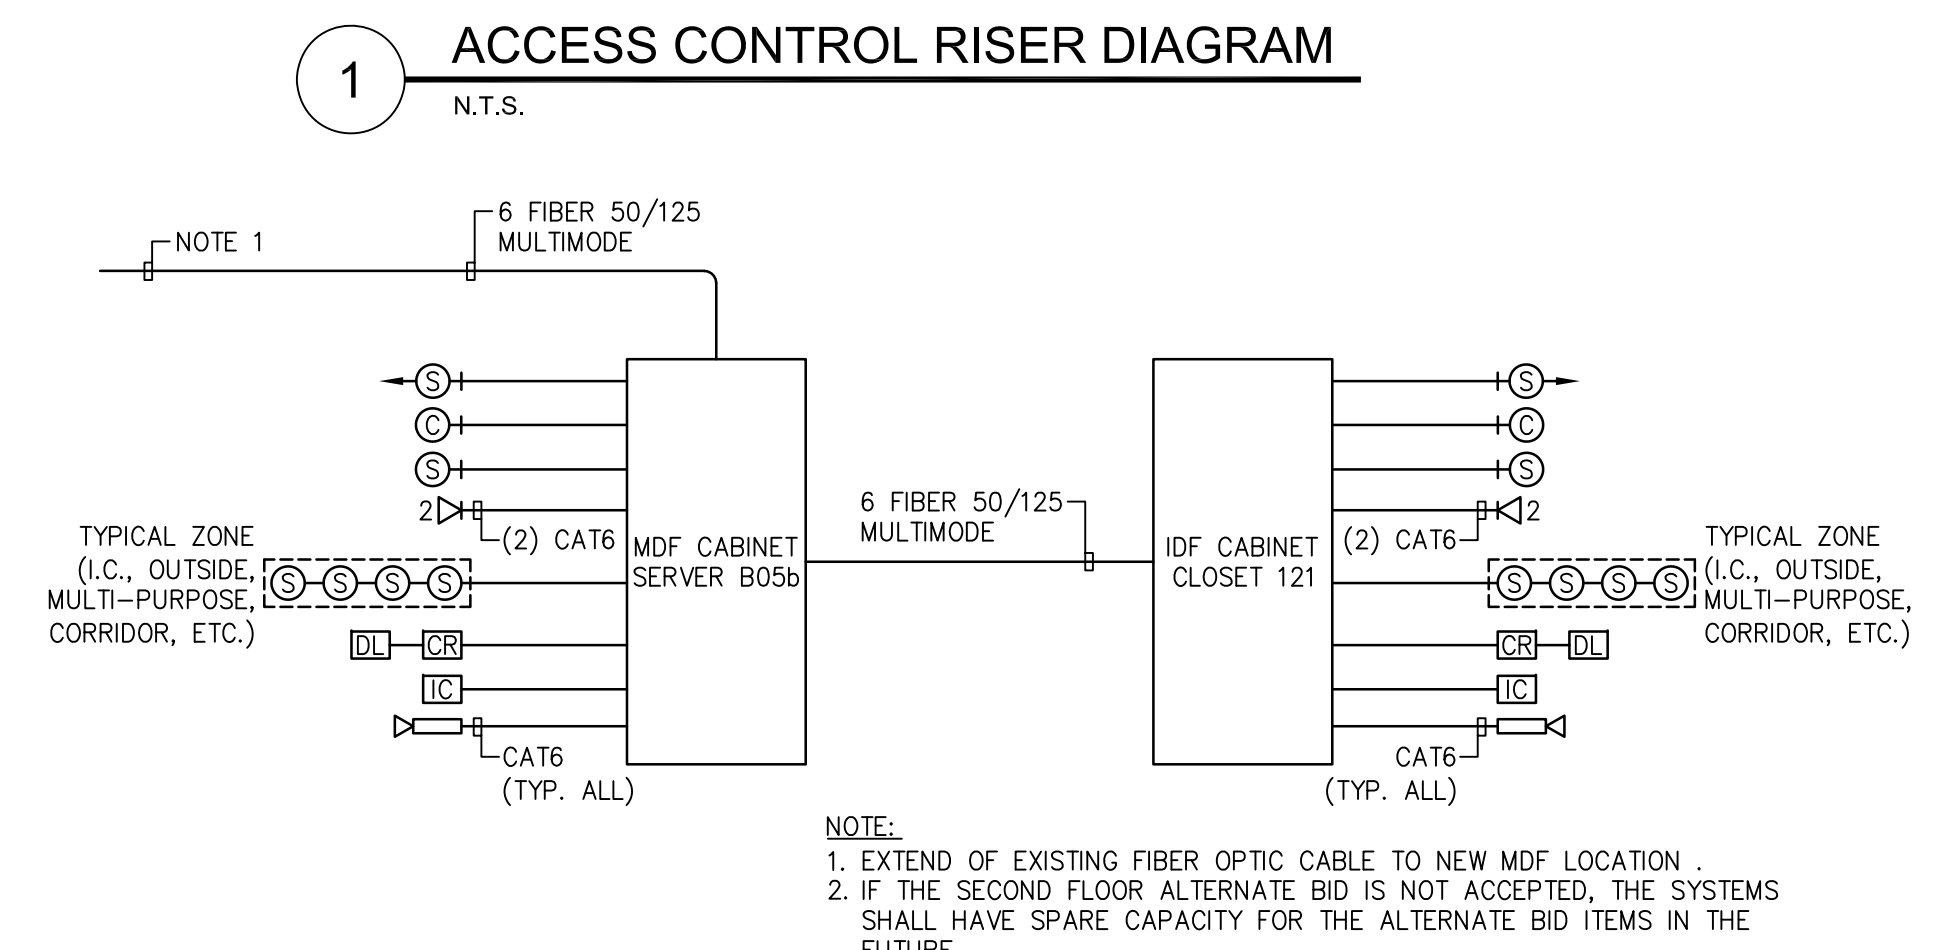 1
ACCESS CONTROL RISER DIAGRAM
N.T.S.
6 FIBER 50/125
MULTIMODE
NOTE 1
S
C
S
2
(2) CAT6
TYPICAL ZONE
(I.C., OUTSIDE,
MULTI-PURPOSE,
CORRIDOR, ETC.)
S S S S
DL CR
IC
CAT6
(TYP. ALL)
MDF CABINET
SERVER B05b
6 FIBER 50/125
MULTIMODE
IDF CABINET
CLOSET 121
S
C
S
2
(2) CAT6
S S S S
TYPICAL ZONE
(I.C., OUTSIDE,
MULTI-PURPOSE,
CORRIDOR, ETC.)
CR DL
IC
CAT6
(TYP. ALL)
NOTE:
1. EXTEND OF EXISTING FIBER OPTIC CABLE TO NEW MDF LOCATION .
2. IF THE SECOND FLOOR ALTERNATE BID IS NOT ACCEPTED, THE SYSTEMS
SHALL HAVE SPARE CAPACITY FOR THE ALTERNATE BID ITEMS IN THE
FUTURE